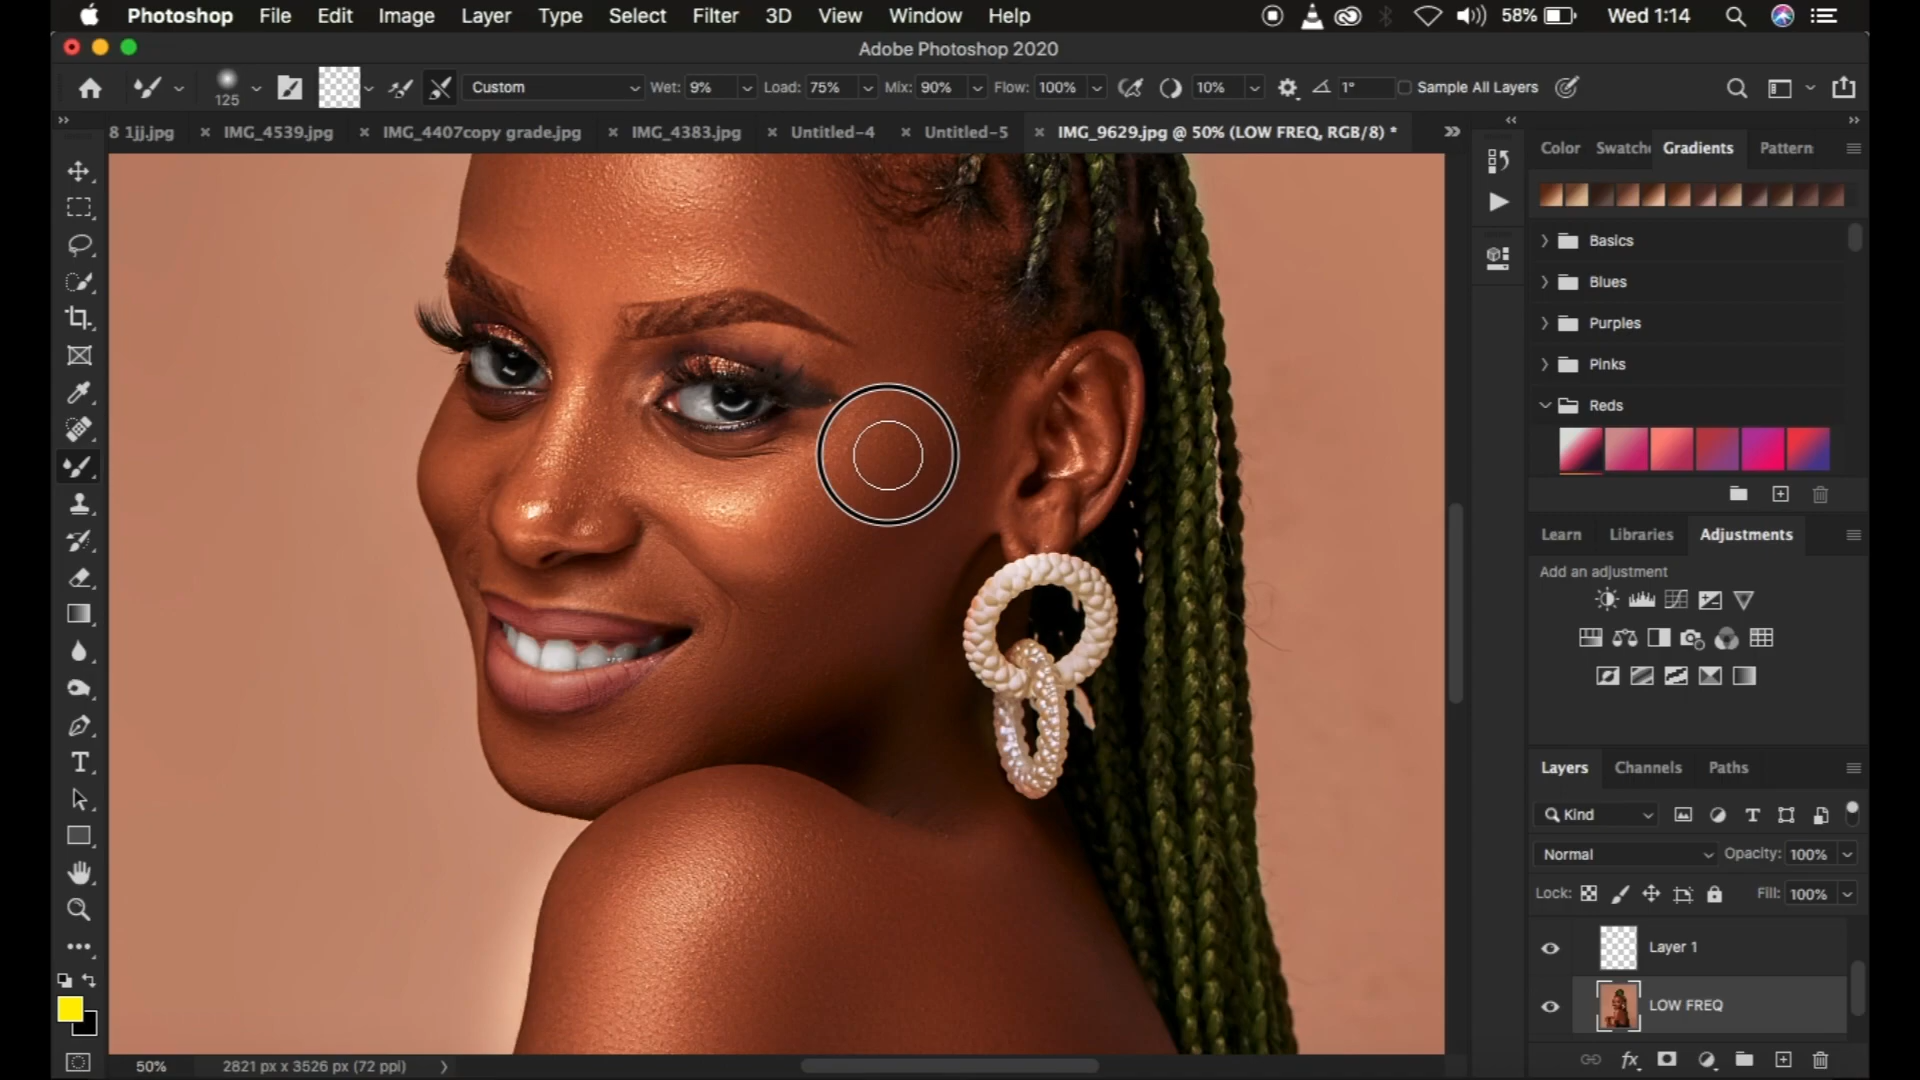 Photoshop File Edit Image Layer Type Select Filter 3D View Window Help 58% Wed 1:14
Adobe Photoshop 2020
125 Custom Wet: 9% Load: 75% Mix: 90% Flow: 100% 10% 1° Sample All Layers
8 1jj.jpg IMG_4539.jpg IMG_4407copy grade.jpg IMG_4383.jpg Untitled-4 Untitled-5 IMG_9629.jpg @ 50% (LOW FREQ, RGB/8) *
Color Swatch Gradients Pattern
Basics
Blues
Purples
Pinks
Reds
Learn Libraries Adjustments
Add an adjustment
Layers Channels Paths
Kind
Normal Opacity: 100%
Lock: Fill: 100%
Layer 1
LOW FREQ
50% 2821 px x 3526 px (72 ppi)